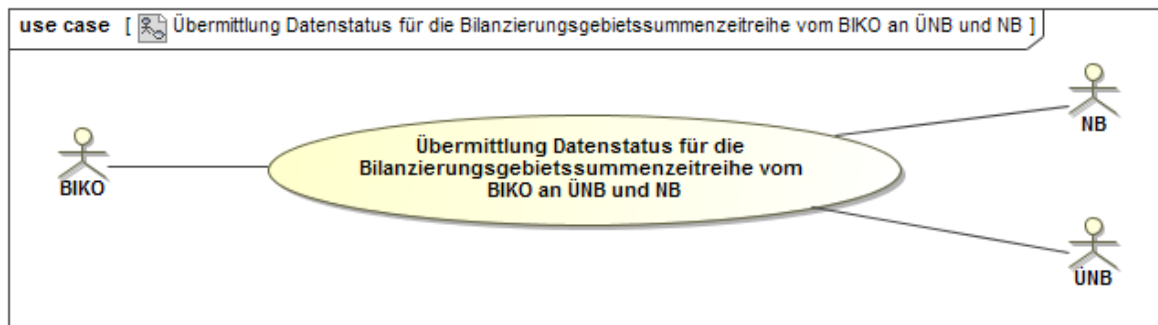 use case [ Übermittlung Datenstatus für die Bilanzierungsgebietssummenzeitreihe vom BIKO an ÜNB und NB ]
NB
Übermittlung Datenstatus für die
Bilanzierungsgebietssummenzeitreihe vom
BIKO an ÜNB und NB
BIKO
ÜNB